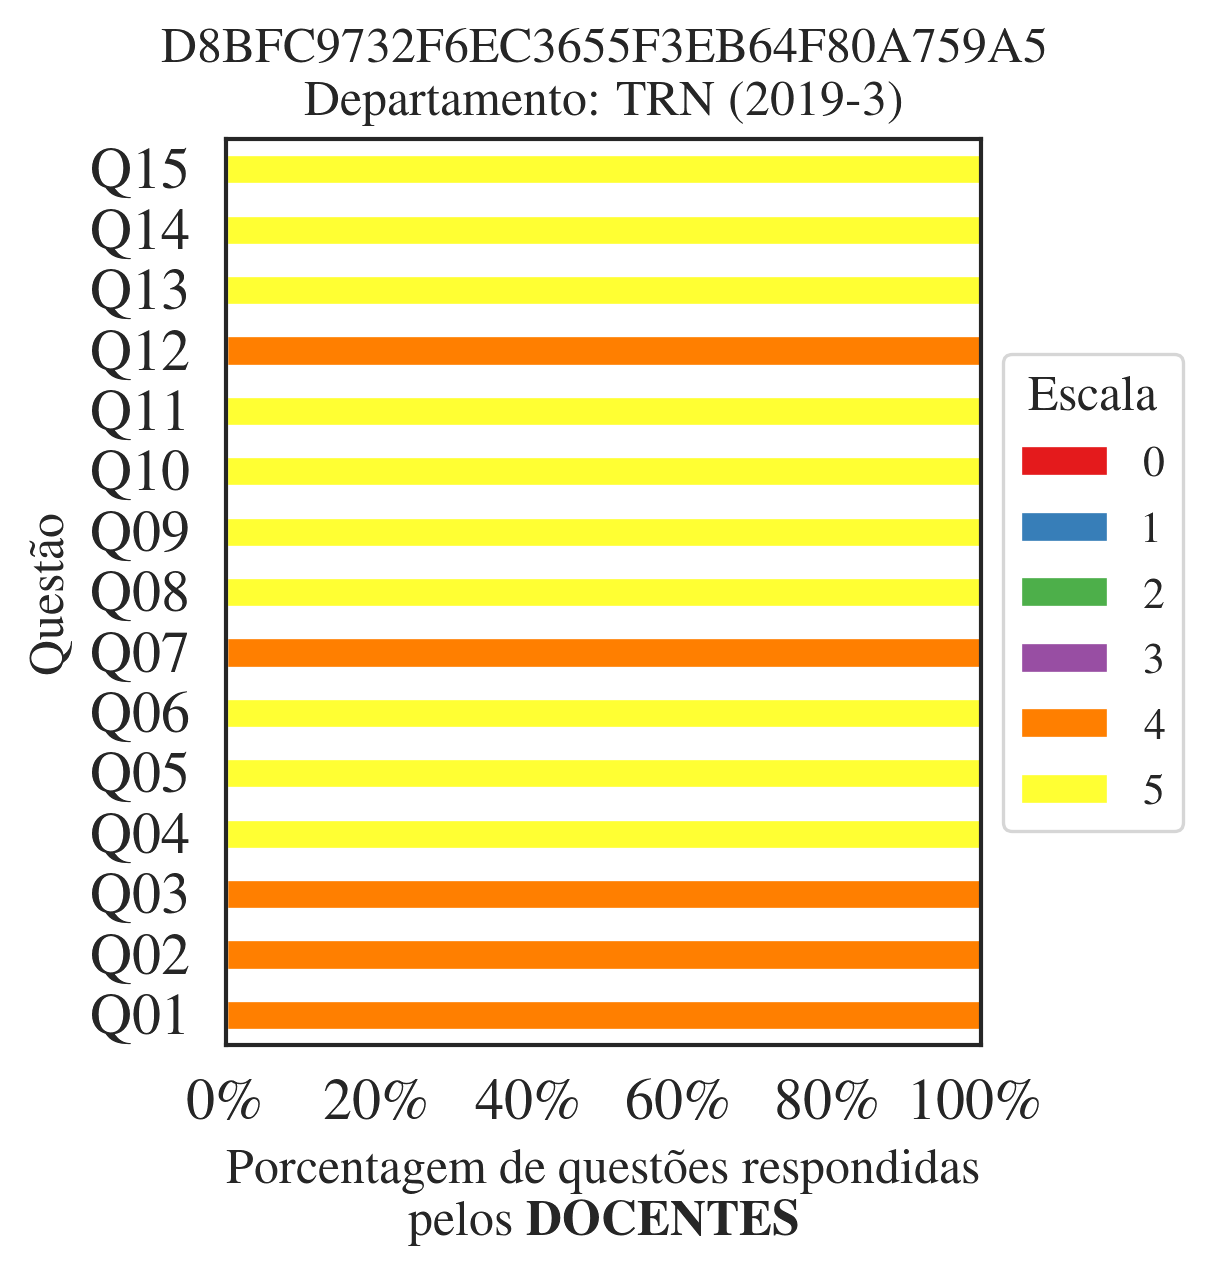 D8BFC9732F6EC3655F3EB64F80A759A5
Departamento: TRN (2019-3)
Q15
Q14
Q13
Q12
Q11
Q10
Q09
Q08
Q07
Q06
Q05
Q04
Q03
Q02
Q01
Questão
0% 20% 40% 60% 80% 100%
Porcentagem de questões respondidas
pelos DOCENTES
Escala
0
1
2
3
4
5